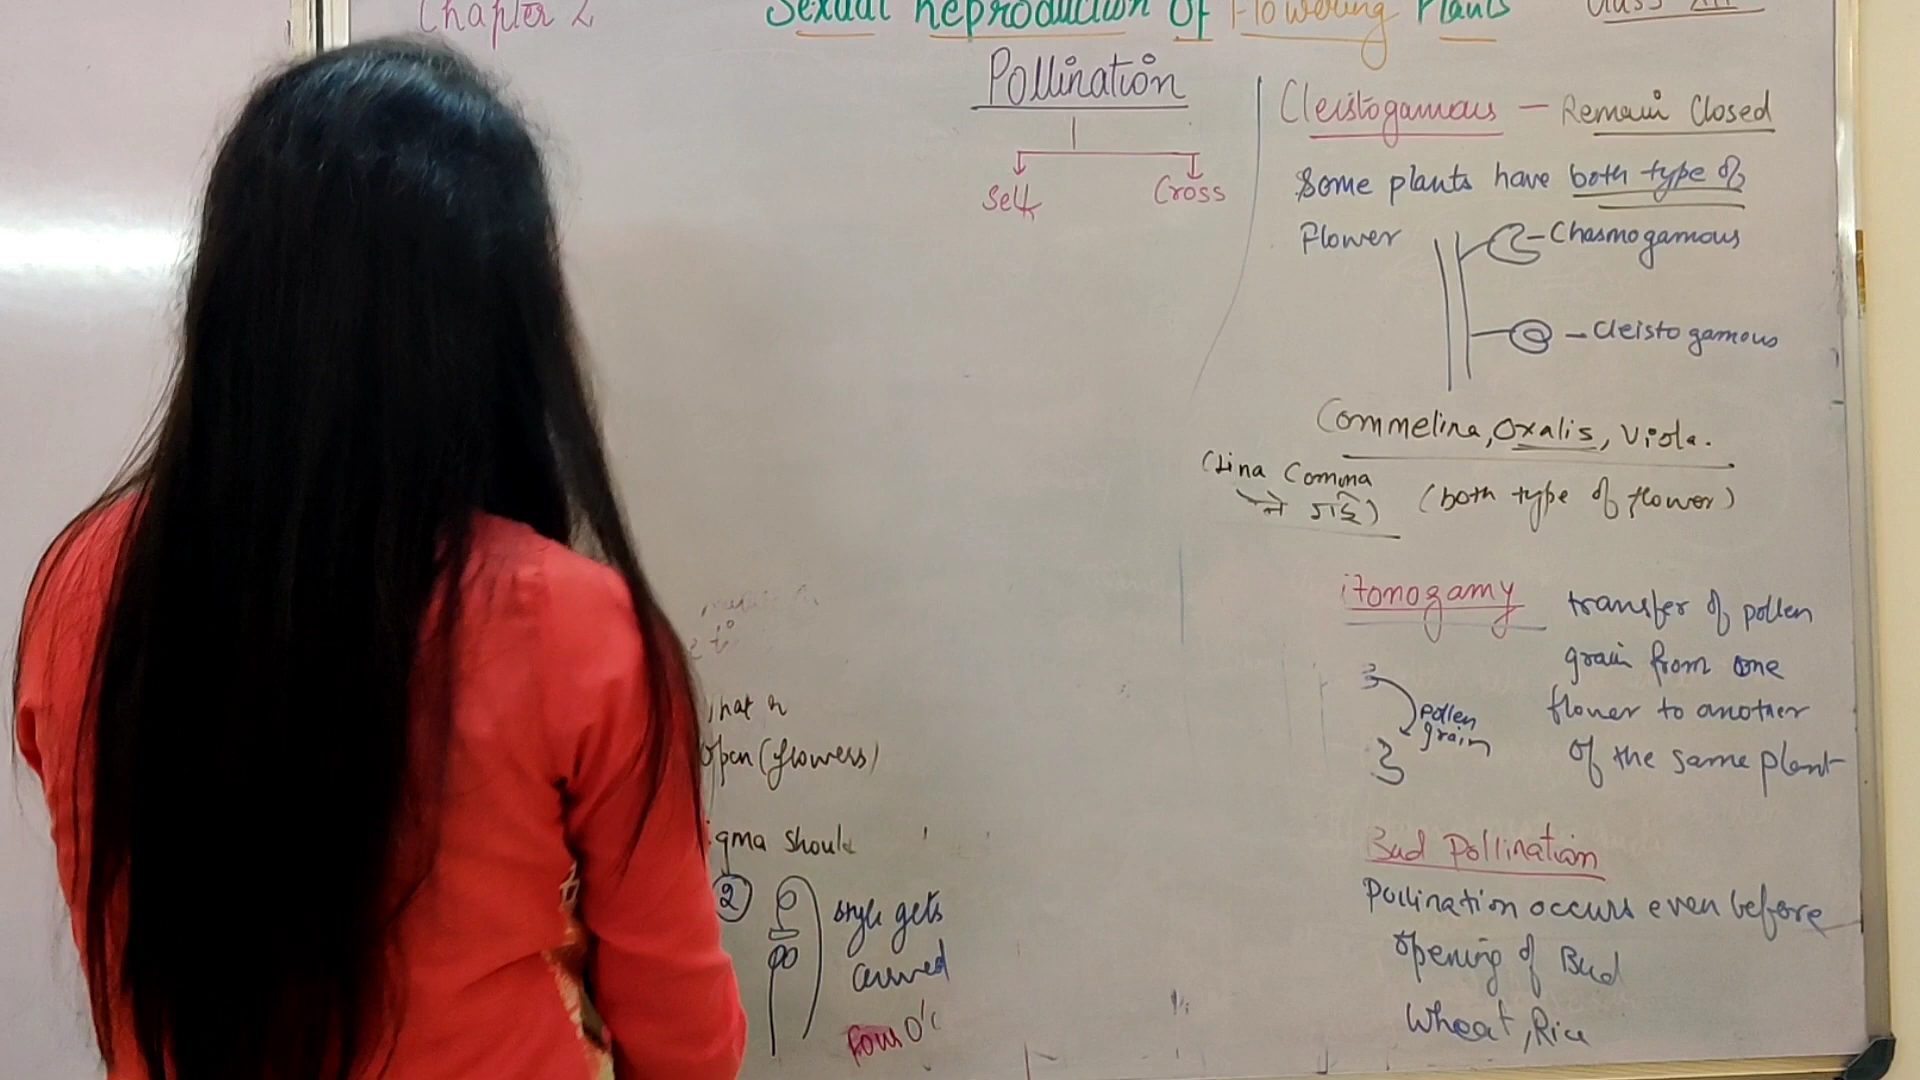 Chapter 2
Sexual Reproduction Of Flowering Plants
Class XII
Pollination
Self
Cross
Cleistogamous — Remain Closed
Some plants have both type of
Flower
Chasmogamous
Cleistogamous
Commelina, Oxalis, Viola.
(Lina Comma
(both type of flower)
itonogamy
transfer of pollen
grain from one
flower to another
of the same plant
pollen
grain
Bud Pollination
Pollination occurs even before
opening of Bud
Wheat, Rice
open (flowers)
igma should
2
style gets
curved
Four O'c